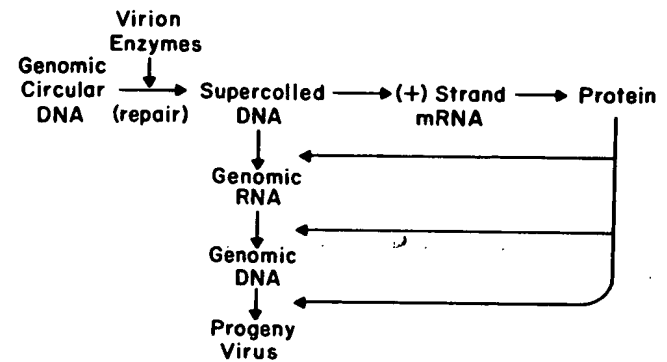 Virion
Enzymes
Genomic
Circular
DNA
(repair)
Supercolled
DNA
(+) Strand
mRNA
Protein
Genomic
RNA
Genomic
DNA
Progeny
Virus